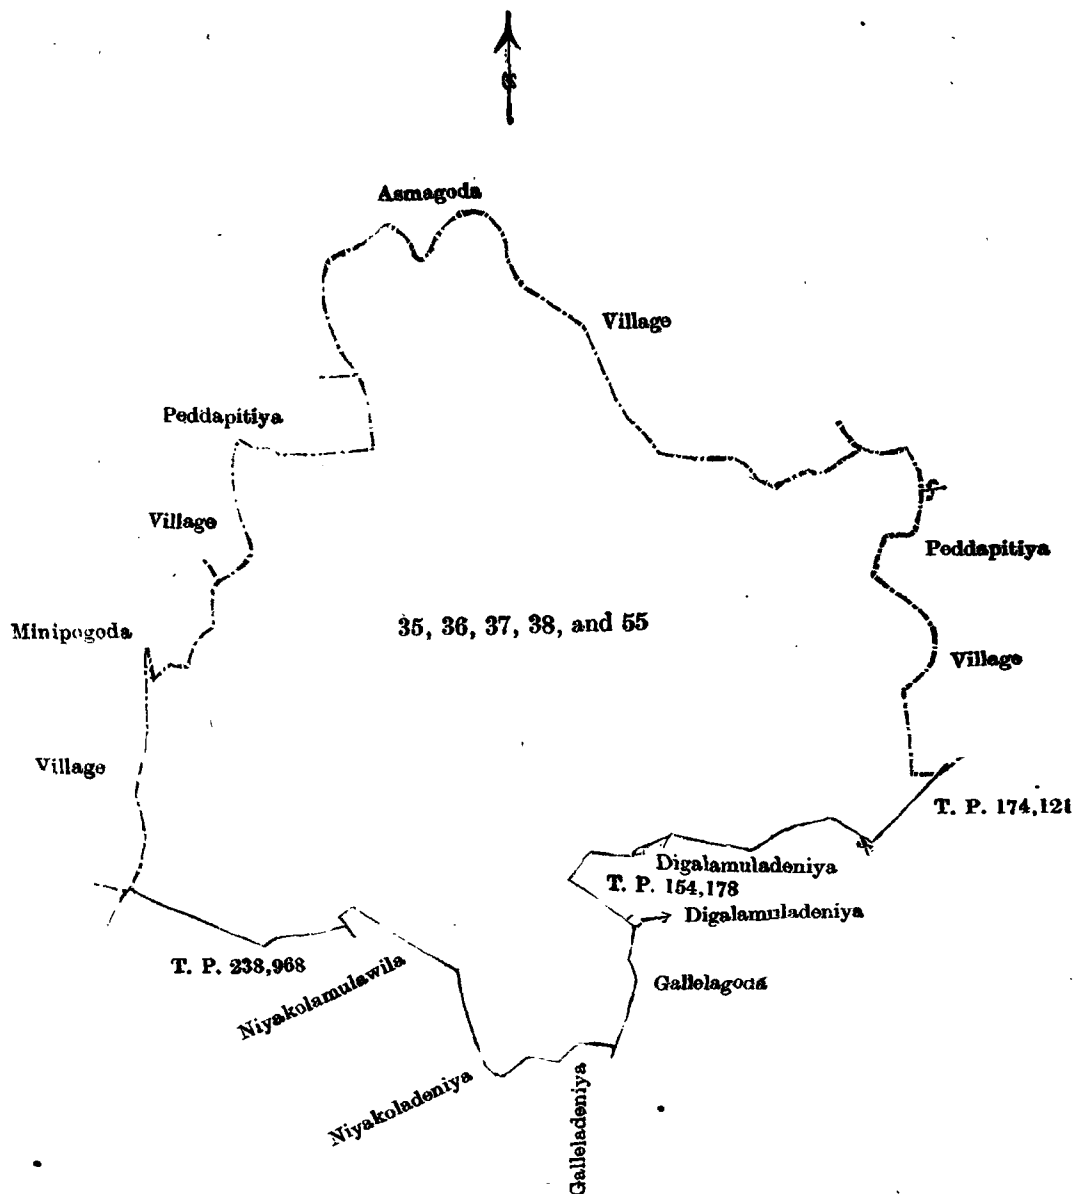 Asmagoda
Village
Peddapitiya
Village
Peddapitiya
35, 36, 37, 38, and 55
Minipogoda
Village
Village
T. P. 174,121
Digalamuladeniya
T. P. 154,178
Digalamuladeniya
T. P. 238,968
Niyakolamulawila
Gallelagoda
Niyakoladeniya
Galleladeniya